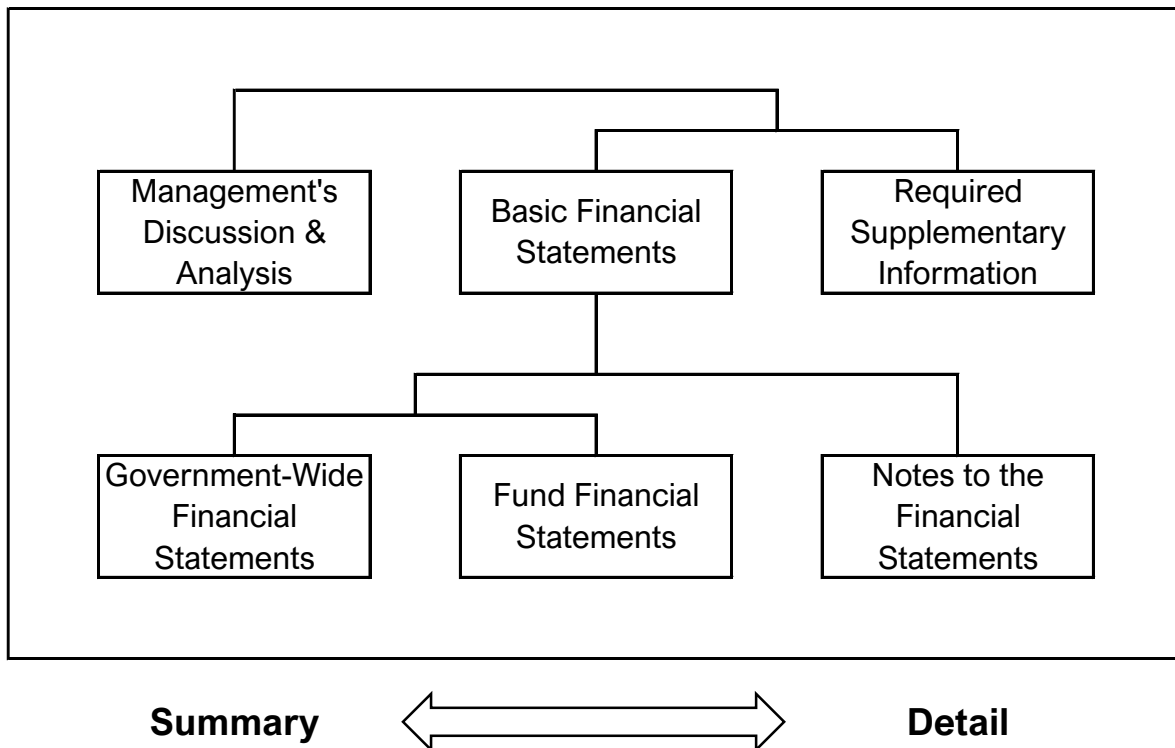 Management's
Discussion &
Analysis
Basic Financial
Statements
Required
Supplementary
Information
Government-Wide
Financial
Statements
Fund Financial
Statements
Notes to the
Financial
Statements
Summary
Detail